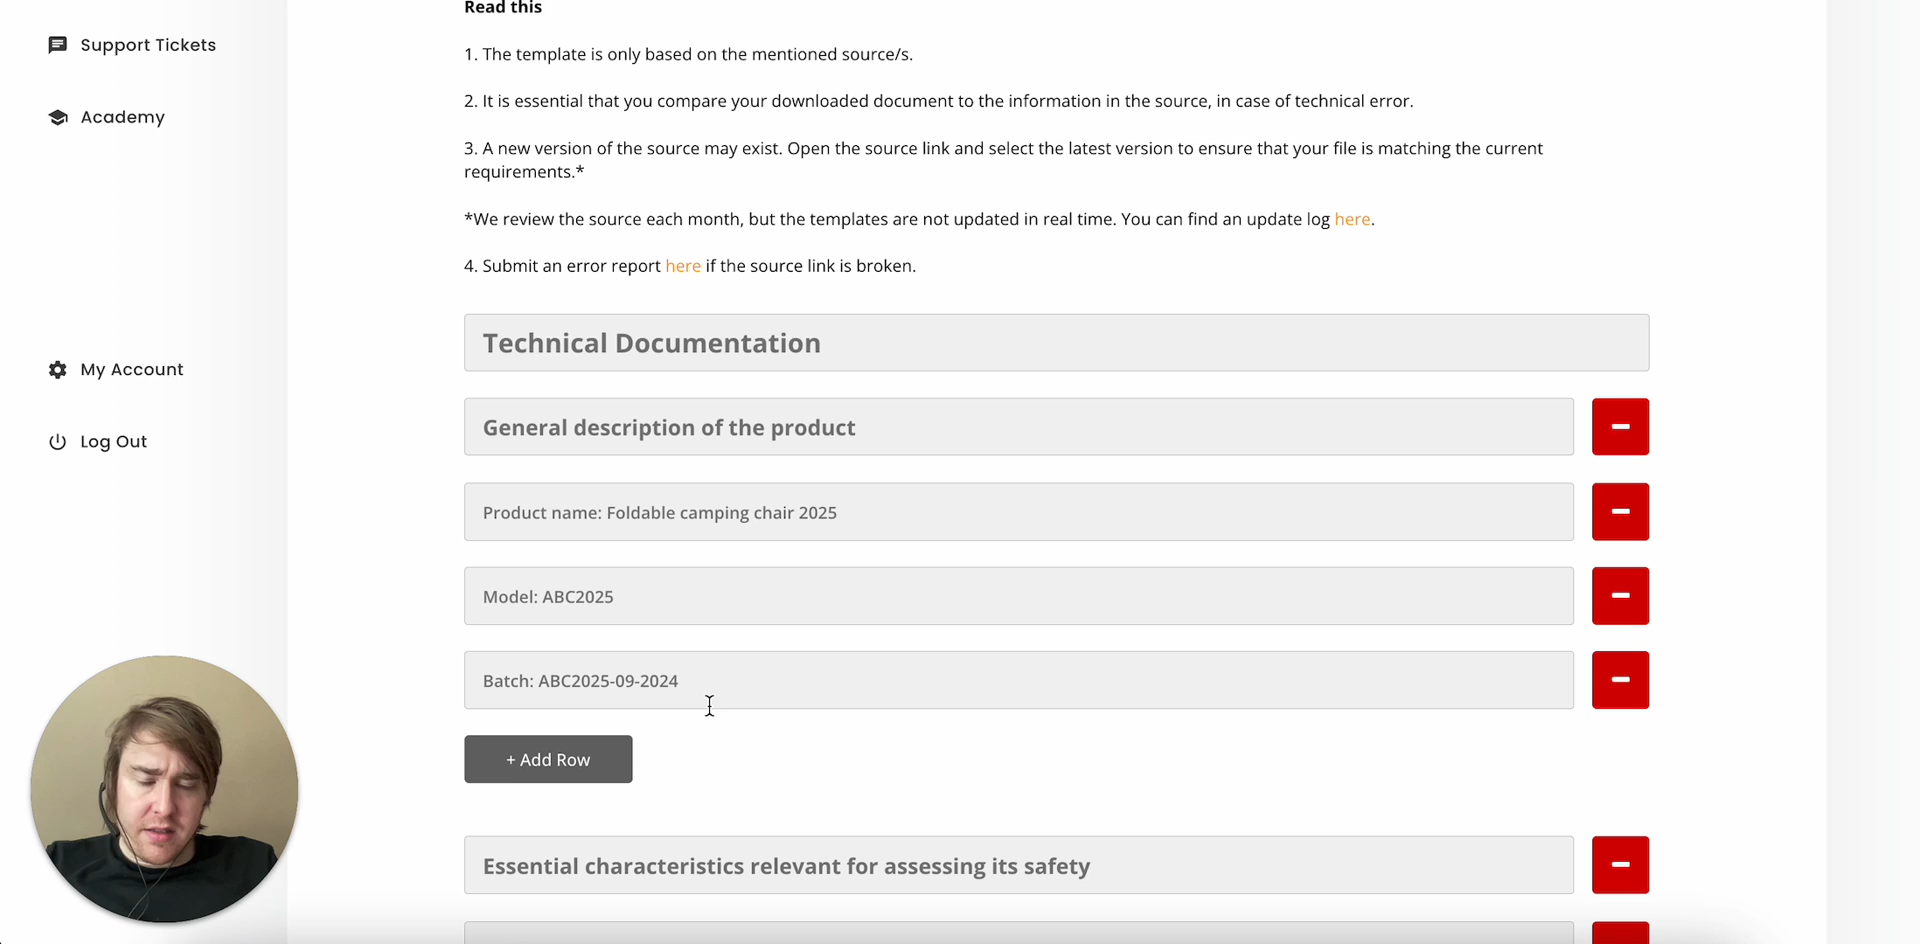 Support Tickets
Academy
My Account
Log Out
Read this
1. The template is only based on the mentioned source/s.
2. It is essential that you compare your downloaded document to the information in the source, in case of technical error.
3. A new version of the source may exist. Open the source link and select the latest version to ensure that your file is matching the current
requirements.*
*We review the source each month, but the templates are not updated in real time. You can find an update log here.
4. Submit an error report here if the source link is broken.
Technical Documentation
General description of the product
Product name: Foldable camping chair 2025
Model: ABC2025
Batch: ABC2025-09-2024
+ Add Row
Essential characteristics relevant for assessing its safety